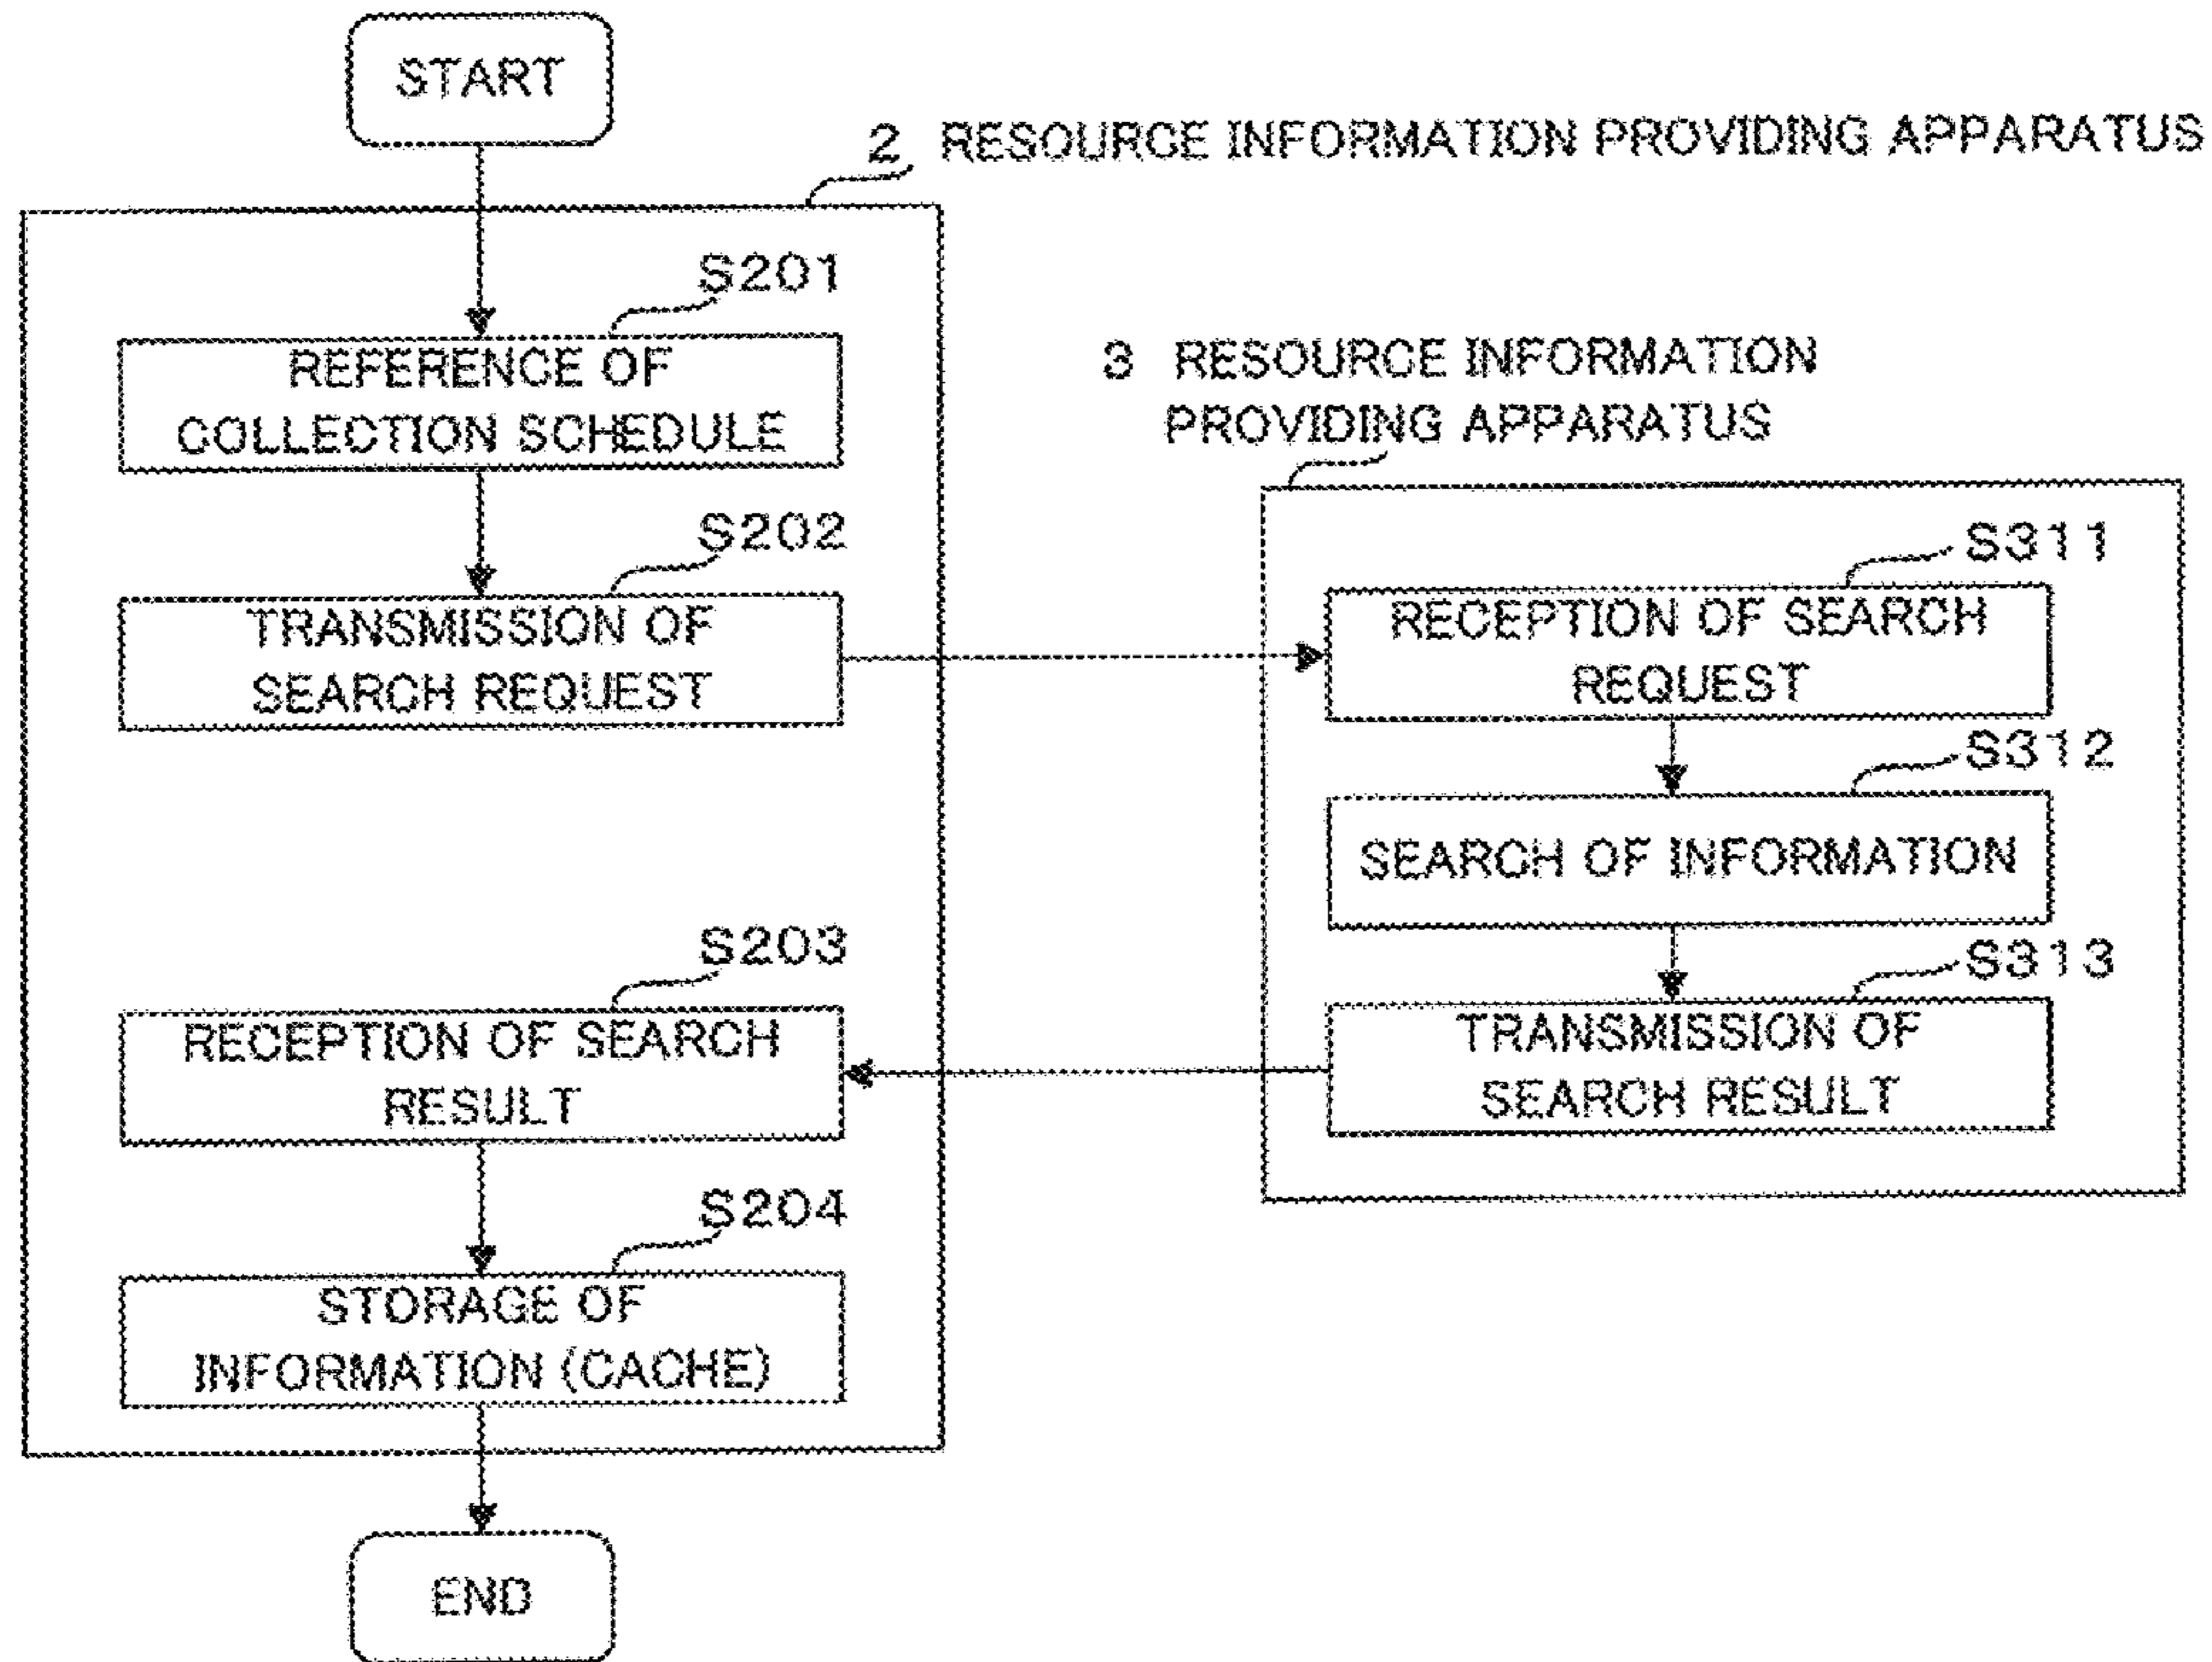 START
2 RESOURCE INFORMATION PROVIDING APPARATUS
S201
REFERENCE OF
COLLECTION SCHEDULE
S202
TRANSMISSION OF
SEARCH REQUEST
3 RESOURCE INFORMATION
PROVIDING APPARATUS
S311
RECEPTION OF SEARCH
REQUEST
S312
SEARCH OF INFORMATION
S313
TRANSMISSION OF
SEARCH RESULT
S203
RECEPTION OF SEARCH
RESULT
S204
STORAGE OF
INFORMATION (CACHE)
END